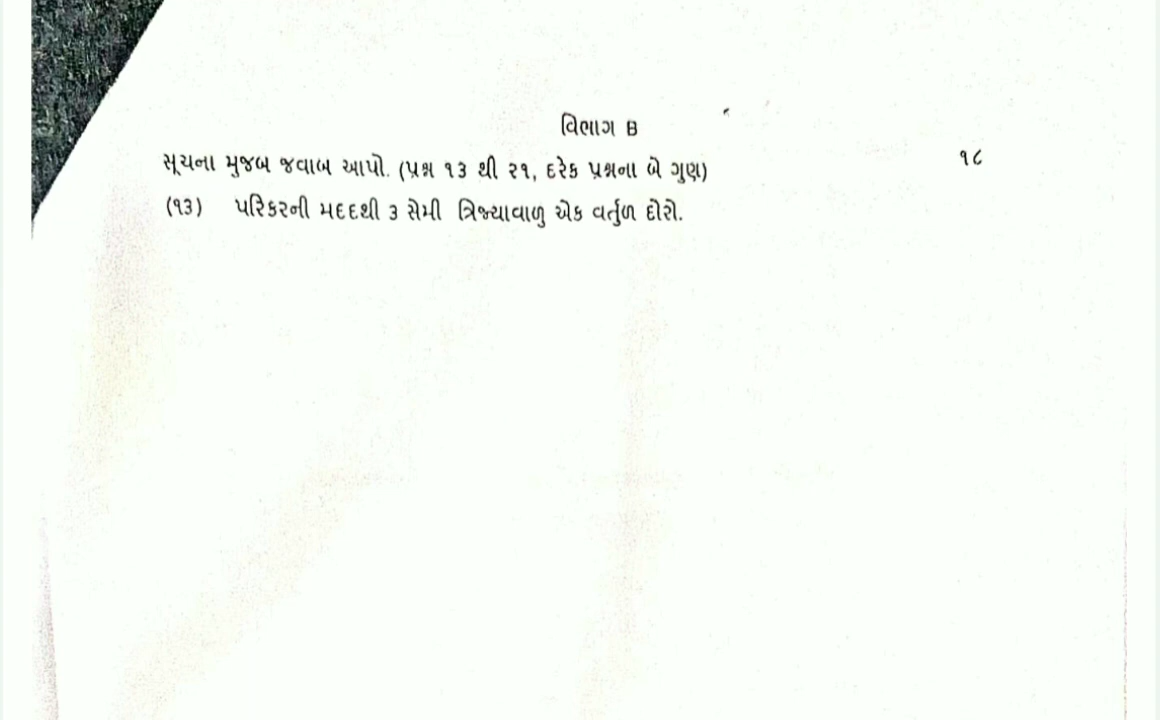 વિભાગ B
સૂચના મુજબ જવાબ આપો. (પ્રશ્ન ૧૩ થી ૨૧, દરેક પ્રશ્નના બે ગુણ) ૧૮
(૧૩) પરિકરની મદદથી ૩ સેમી ત્રિજ્યાવાળુ એક વર્તુળ દોરો.